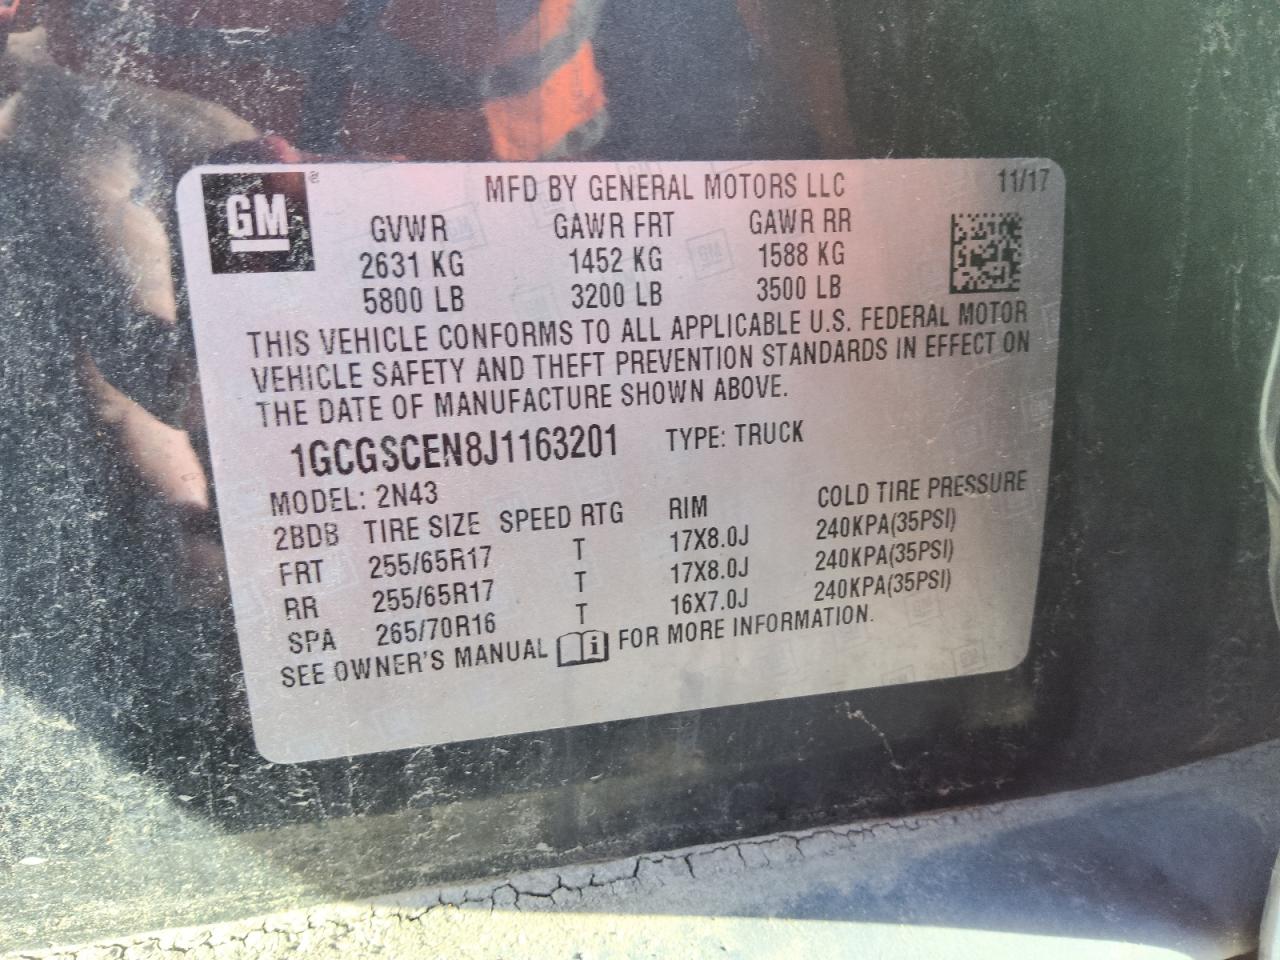 GM ®
MFD BY GENERAL MOTORS LLC 11/17
GVWR GAWR FRT GAWR RR
2631 KG 1452 KG 1588 KG
5800 LB 3200 LB 3500 LB
THIS VEHICLE CONFORMS TO ALL APPLICABLE U.S. FEDERAL MOTOR
VEHICLE SAFETY AND THEFT PREVENTION STANDARDS IN EFFECT ON
THE DATE OF MANUFACTURE SHOWN ABOVE.
1GCGSCEN8J1163201 TYPE: TRUCK
MODEL: 2N43
2BDB TIRE SIZE SPEED RTG RIM COLD TIRE PRESSURE
FRT 255/65R17 T 17X8.0J 240KPA(35PSI)
RR 255/65R17 T 17X8.0J 240KPA(35PSI)
SPA 265/70R16 T 16X7.0J 240KPA(35PSI)
SEE OWNER'S MANUAL i FOR MORE INFORMATION.